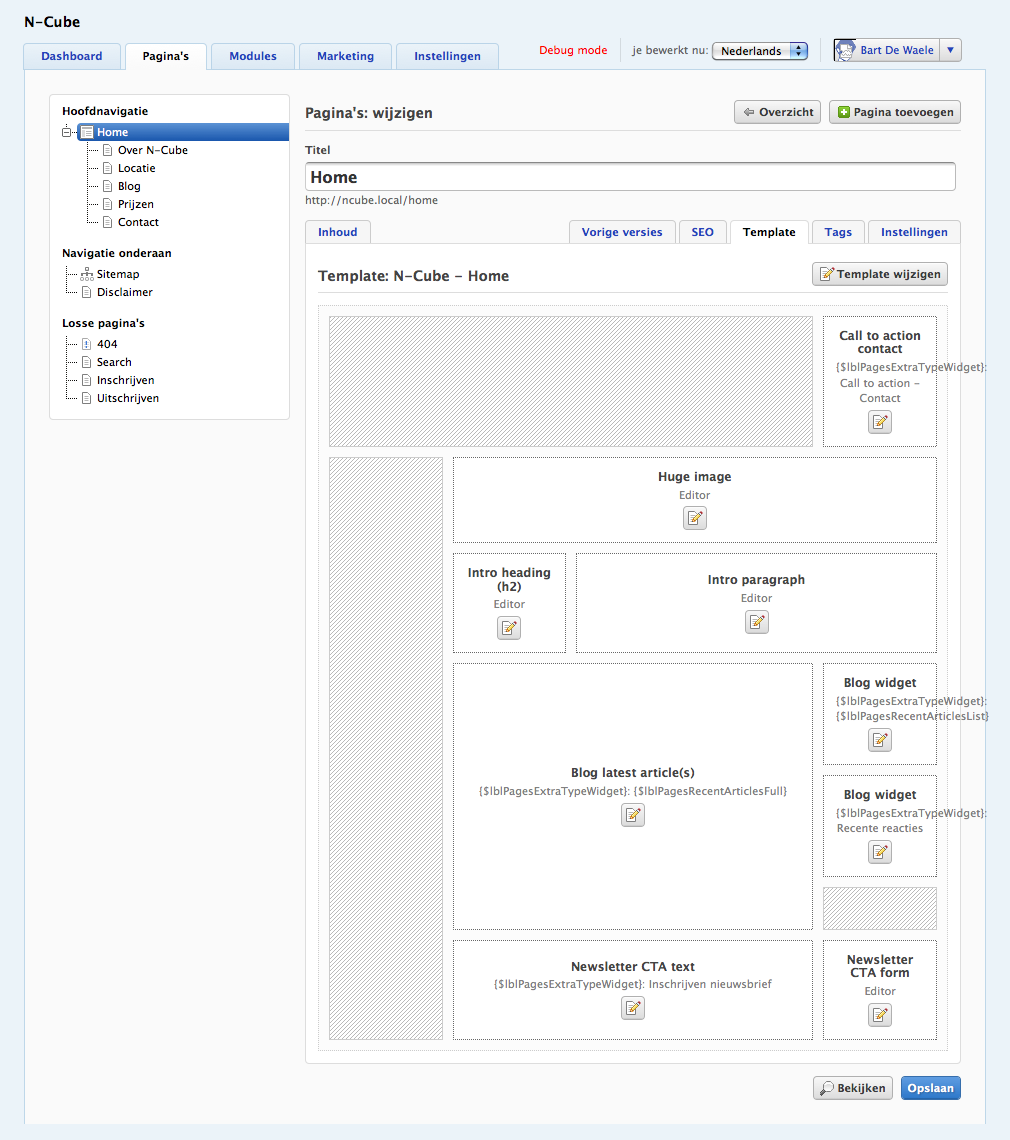 N-Cube
Dashboard
Pagina's
Modules
Marketing
Instellingen
Debug mode
je bewerkt nu:
Nederlands
Bart De Waele
Hoofdnavigatie
Home
Over N-Cube
Locatie
Blog
Prijzen
Contact
Navigatie onderaan
Sitemap
Disclaimer
Losse pagina's
404
Search
Inschrijven
Uitschrijven
Pagina's: wijzigen
Overzicht
Pagina toevoegen
Titel
Home
http://ncube.local/home
Inhoud
Vorige versies
SEO
Template
Tags
Instellingen
Template: N-Cube - Home
Template wijzigen
Call to action
contact
{$lblPagesExtraTypeWidget}:
Call to action -
Contact
Huge image
Editor
Intro heading
(h2)
Editor
Intro paragraph
Editor
Blog latest article(s)
{$lblPagesExtraTypeWidget}: {$lblPagesRecentArticlesFull}
Blog widget
{$lblPagesExtraTypeWidget}:
{$lblPagesRecentArticlesList}
Blog widget
{$lblPagesExtraTypeWidget}:
Recente reacties
Newsletter CTA text
{$lblPagesExtraTypeWidget}: Inschrijven nieuwsbrief
Newsletter
CTA form
Editor
Bekijken
Opslaan